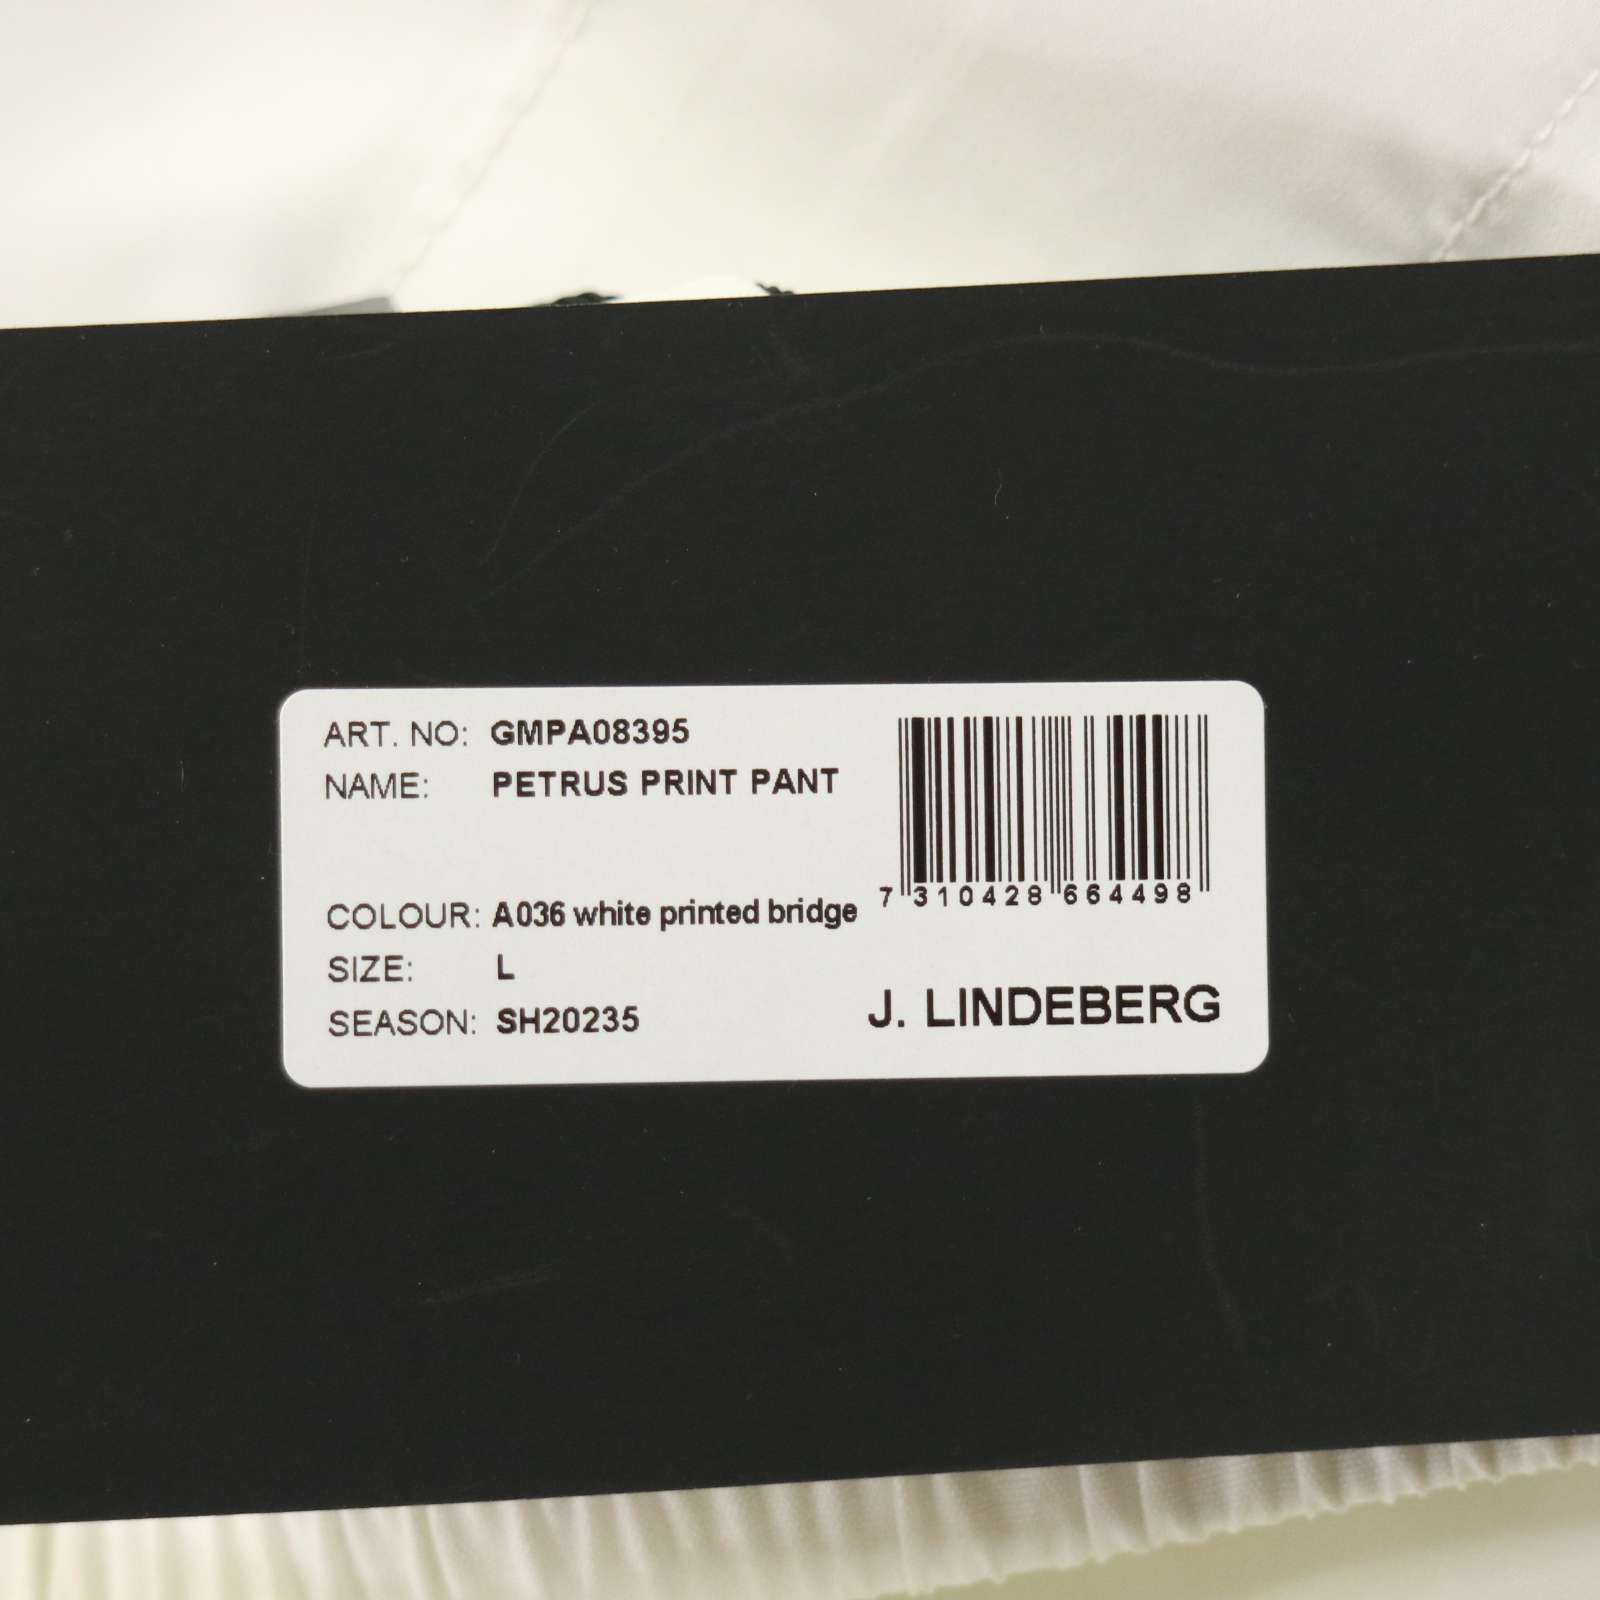 ART. NO: GMPA08395
NAME: PETRUS PRINT PANT
COLOUR: A036 white printed bridge
SIZE: L
SEASON: SH20235
7 310428 664498
J. LINDEBERG